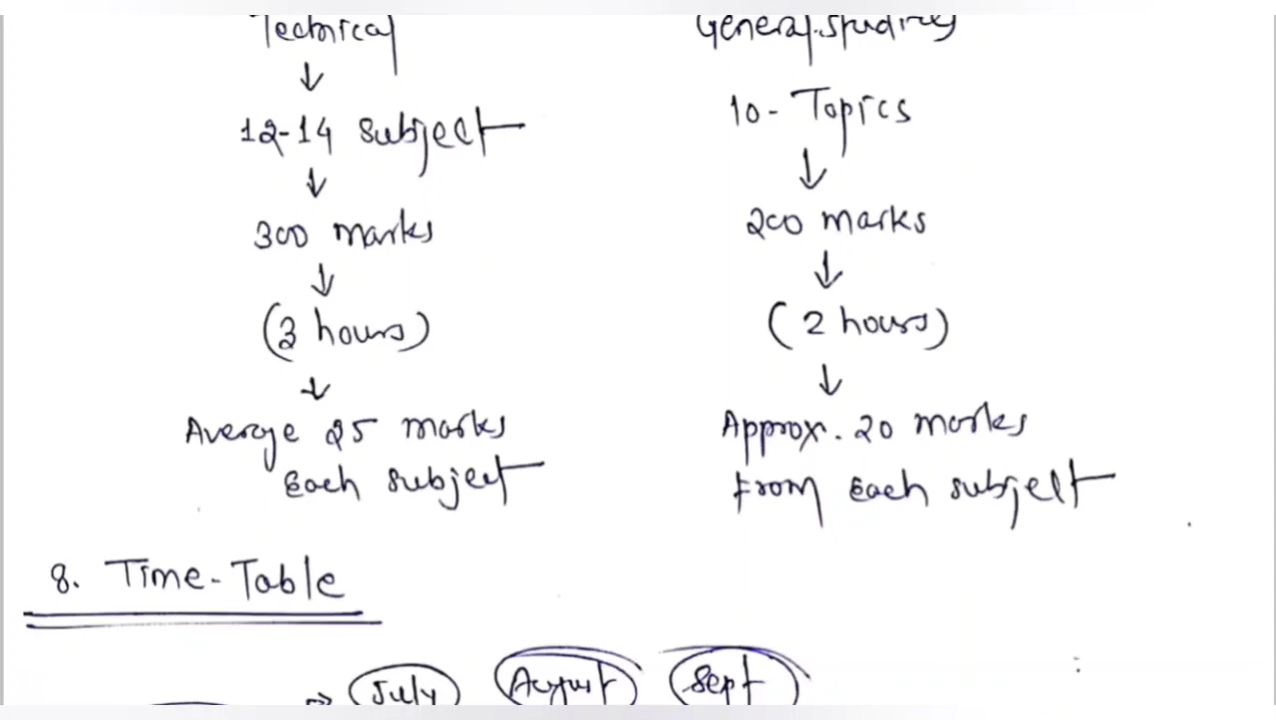 Technical
↓
12-14 Subject
↓
300 marks
↓
(3 hours)
↓
Average 25 marks
Each subject
General studies
10- Topics
↓
200 marks
↓
(2 hours)
↓
Approx. 20 marks
From Each subject
8. Time-Table
⇒ July August Sept